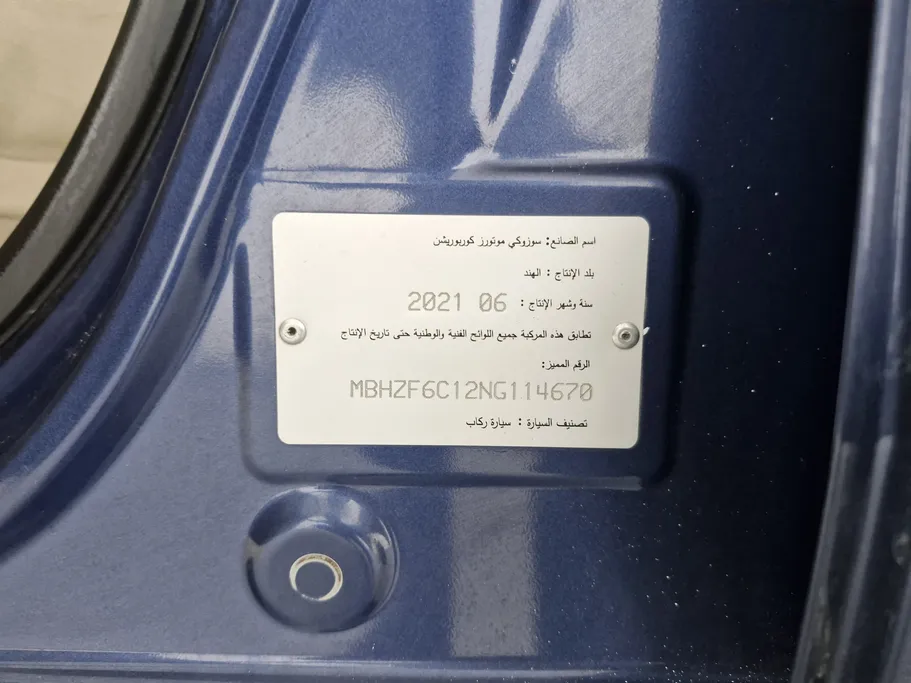 اسم الصانع: سوزوكي موتورز كوربوريشن
بلد الإنتاج : الهند
سنة وشهر الإنتاج : 2021 06
تطابق هذه المركبة جميع اللوائح الفنية والوطنية حتى تاريخ الإنتاج
الرقم المميز:
MBHZF6C12NG114670
تصنيف السيارة : سيارة ركاب